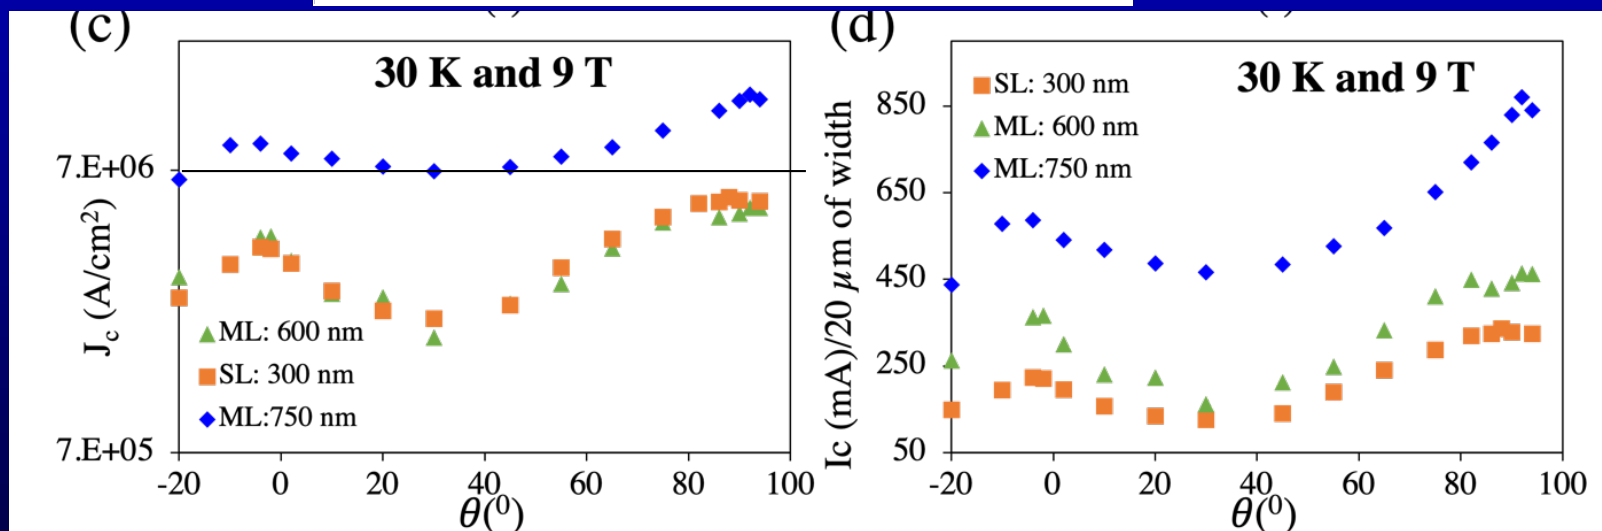 (c)
30 K and 9 T
7.E+06
7.E+05
Jc (A/cm²)
ML: 600 nm
SL: 300 nm
ML:750 nm
-20 0 20 40 60 80 100
θ(⁰)
(d)
30 K and 9 T
SL: 300 nm
ML: 600 nm
ML:750 nm
850
650
450
250
50
Ic (mA)/20 μm of width
-20 0 20 40 60 80 100
θ(⁰)